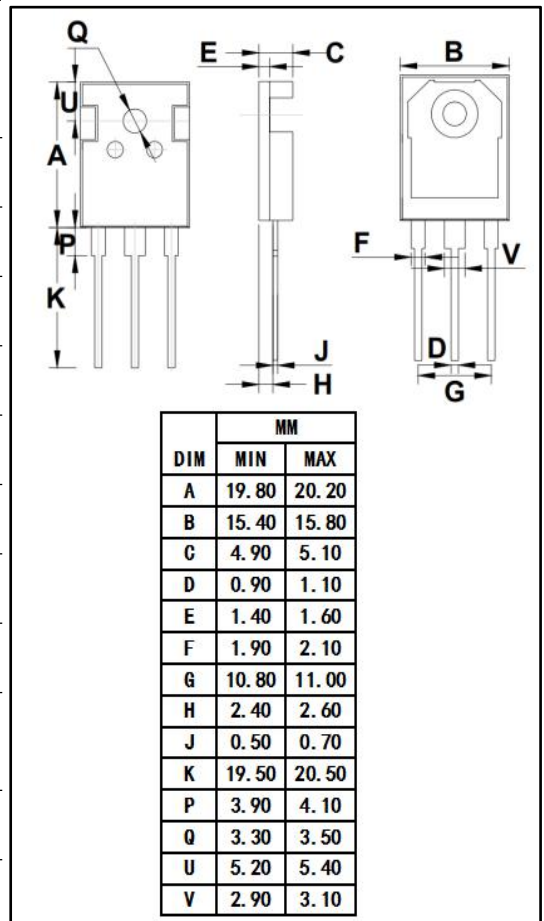 Q
E C B
U
A
P
K
F V
J
H
D
G
MM
DIM MIN MAX
A 19.80 20.20
B 15.40 15.80
C 4.90 5.10
D 0.90 1.10
E 1.40 1.60
F 1.90 2.10
G 10.80 11.00
H 2.40 2.60
J 0.50 0.70
K 19.50 20.50
P 3.90 4.10
Q 3.30 3.50
U 5.20 5.40
V 2.90 3.10